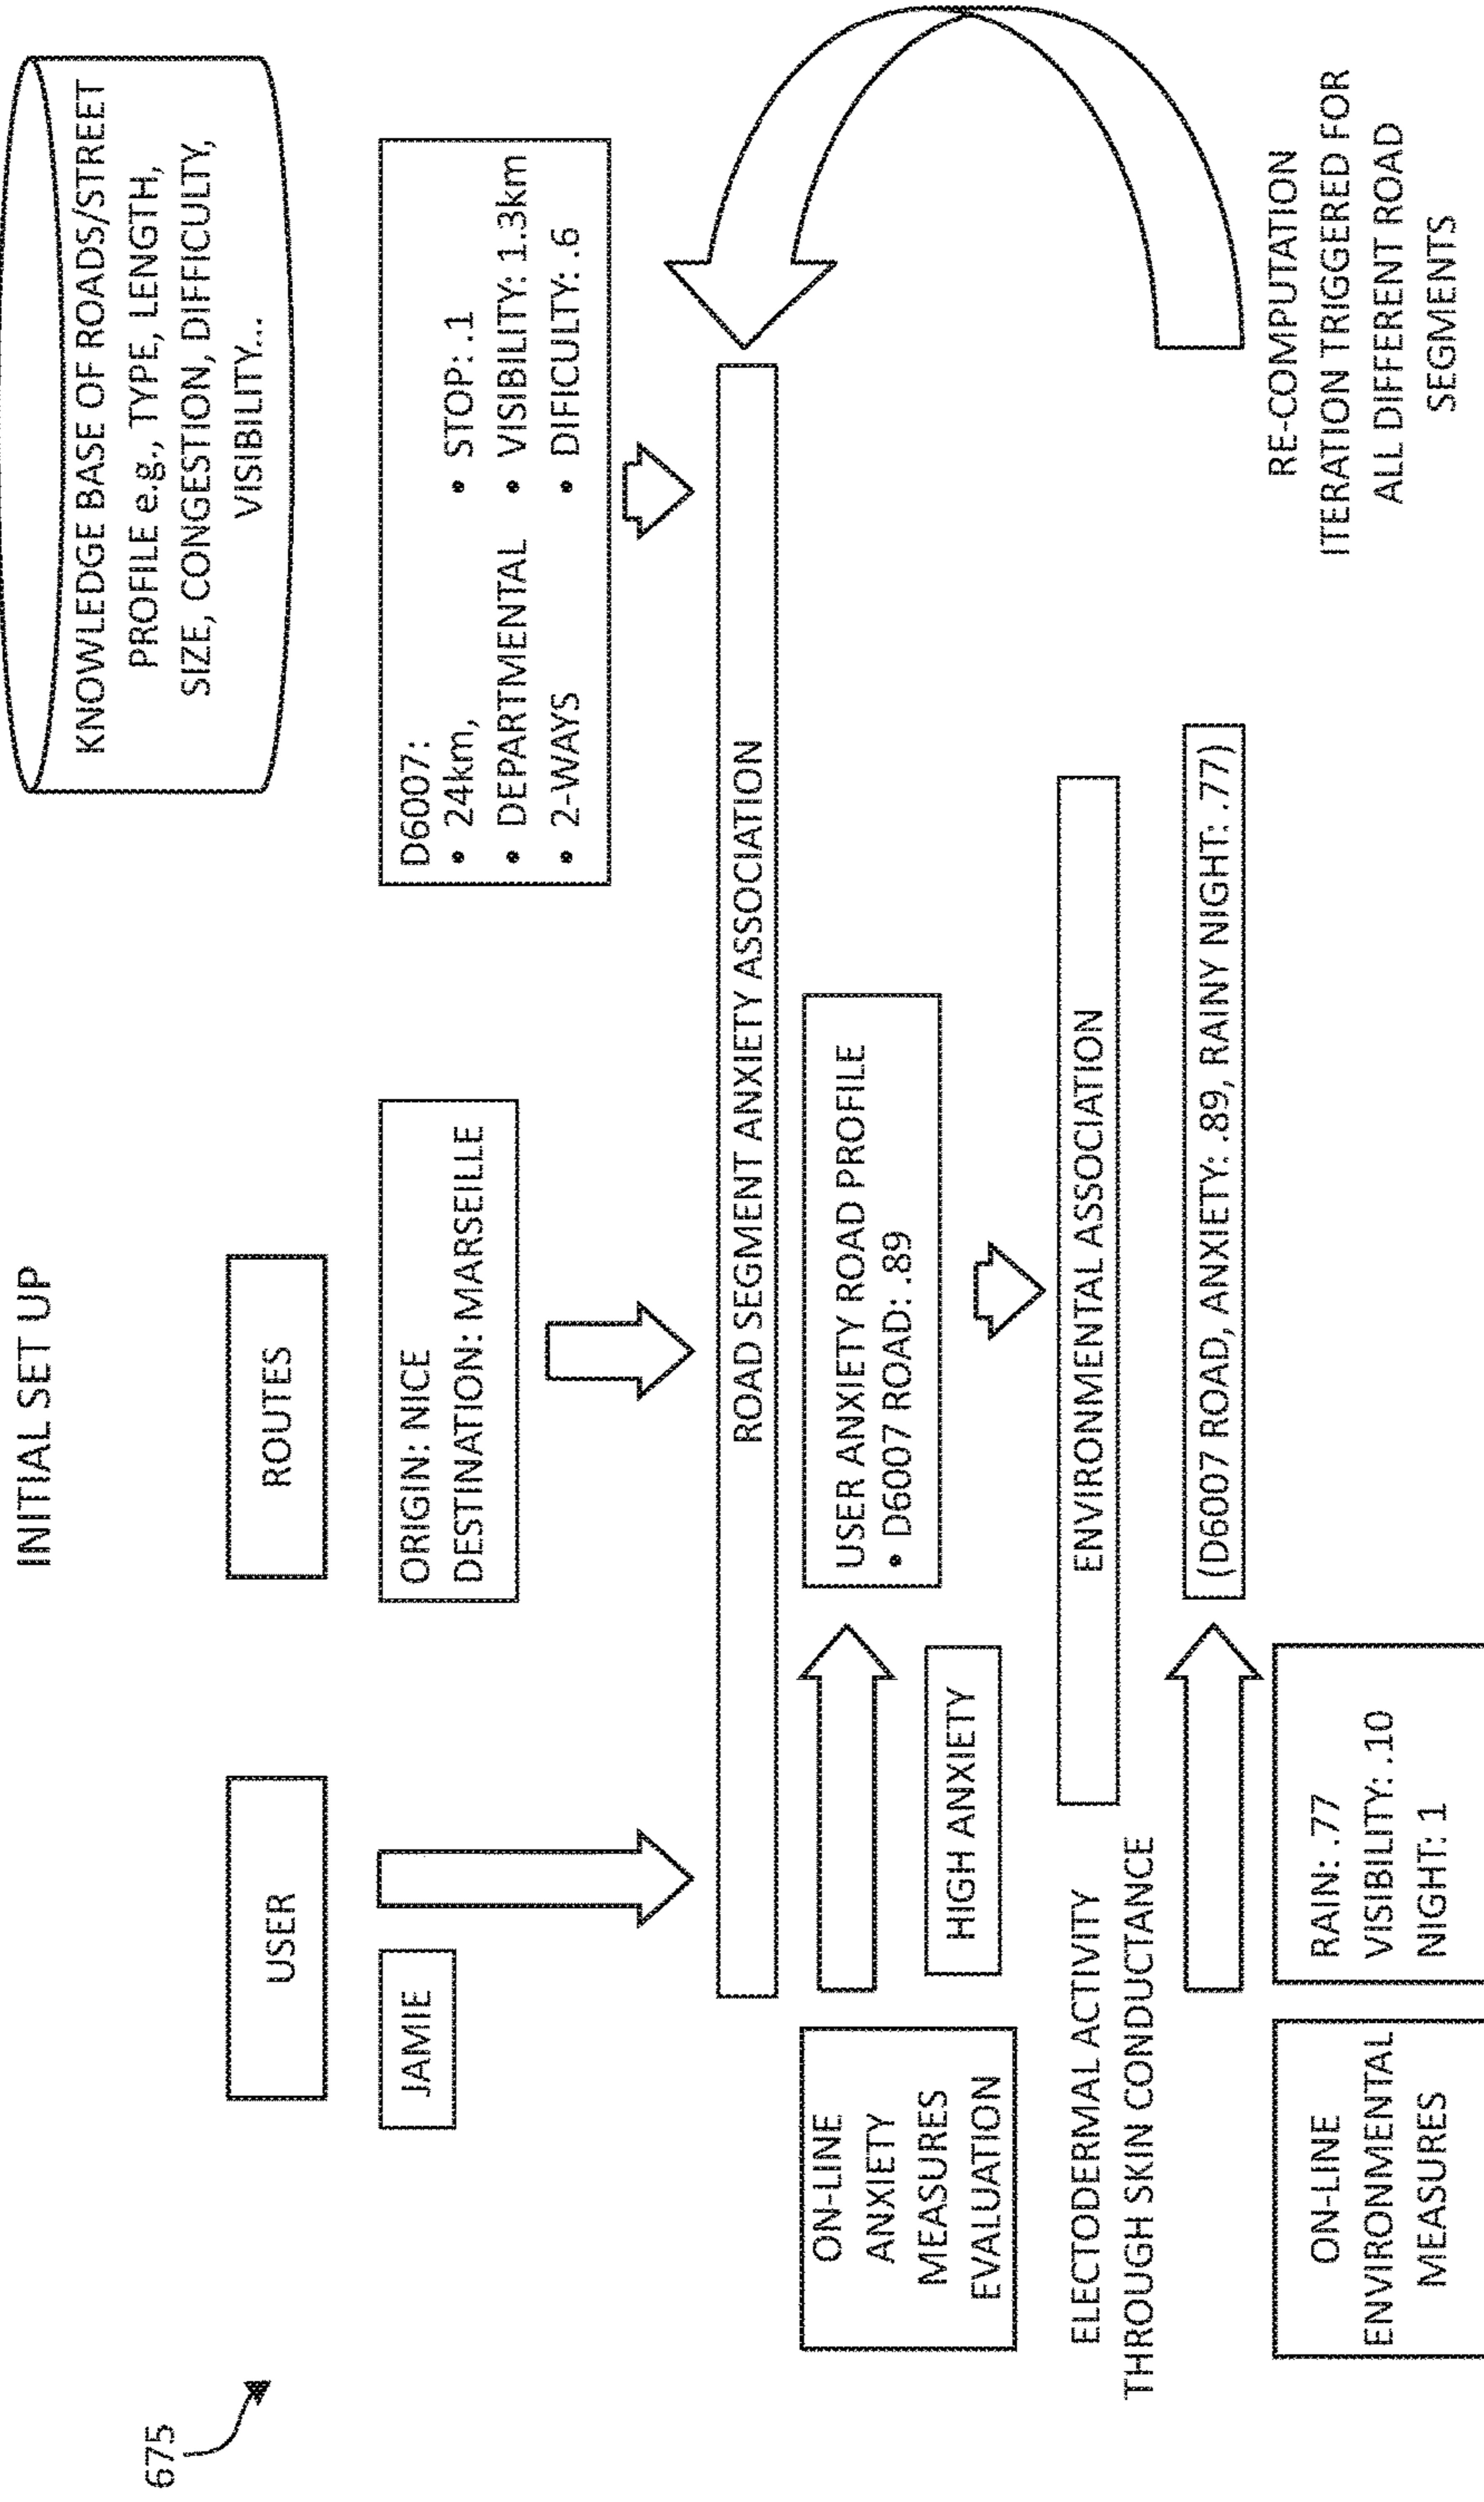 675
INITIAL SET UP
USER
ROUTES
KNOWLEDGE BASE OF ROADS/STREET
PROFILE e.g., TYPE, LENGTH,
SIZE, CONGESTION, DIFFICULTY,
VISIBILITY...
JAMIE
ORIGIN: NICE
DESTINATION: MARSEILLE
D6007:
• 24km,
• DEPARTMENTAL
• 2-WAYS
• STOP: .1
• VISIBILITY: 1.3km
• DIFICULTY: .6
ROAD SEGMENT ANXIETY ASSOCIATION
ON-LINE
ANXIETY
MEASURES
EVALUATION
HIGH ANXIETY
USER ANXIETY ROAD PROFILE
• D6007 ROAD: .89
ELECTODERMAL ACTIVITY
THROUGH SKIN CONDUCTANCE
ENVIRONMENTAL ASSOCIATION
(D6007 ROAD, ANXIETY: .89, RAINY NIGHT: .77)
ON-LINE
ENVIRONMENTAL
MEASURES
RAIN: .77
VISIBILITY: .10
NIGHT: 1
RE-COMPUTATION
ITERATION TRIGGERED FOR
ALL DIFFERENT ROAD
SEGMENTS